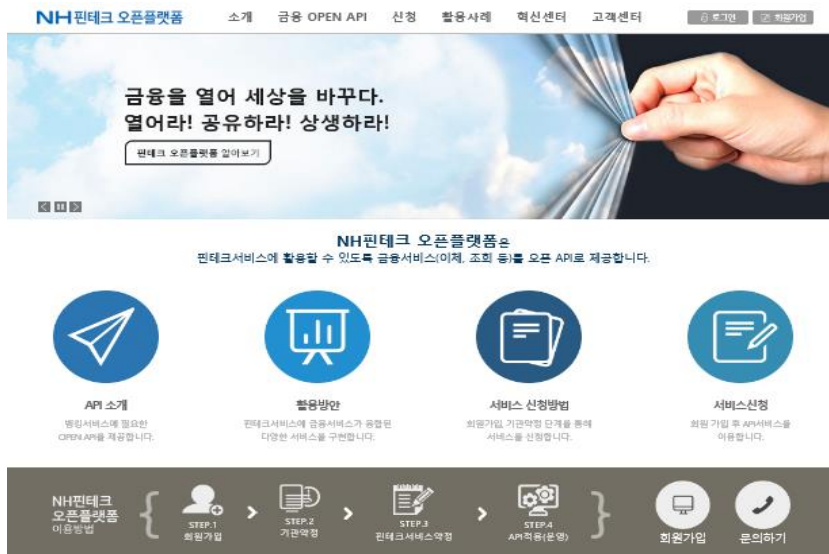 NH핀테크 오픈플랫폼 소개 금융 OPEN API 신청 활용사례 혁신센터 고객센터 로그인 회원가입
금융을 열어 세상을 바꾸다.
열어라! 공유하라! 상생하라!
핀테크 오픈플랫폼 알아보기
NH핀테크 오픈플랫폼은
핀테크서비스에 활용할 수 있도록 금융서비스(이체, 조회 등)를 오픈 API로 제공합니다.
API 소개
뱅킹서비스에 필요한
OPEN API를 제공합니다.
활용방안
핀테크서비스에 금융서비스가 융합된
다양한 서비스를 구현합니다.
서비스 신청방법
회원가입, 기관약정 단계를 통해
서비스를 신청합니다.
서비스신청
회원 가입 후 API서비스를
이용합니다.
NH핀테크
오픈플랫폼
이용방법
STEP.1
회원가입
STEP.2
기관약정
STEP.3
핀테크서비스약정
STEP.4
API적용(운영)
회원가입
문의하기